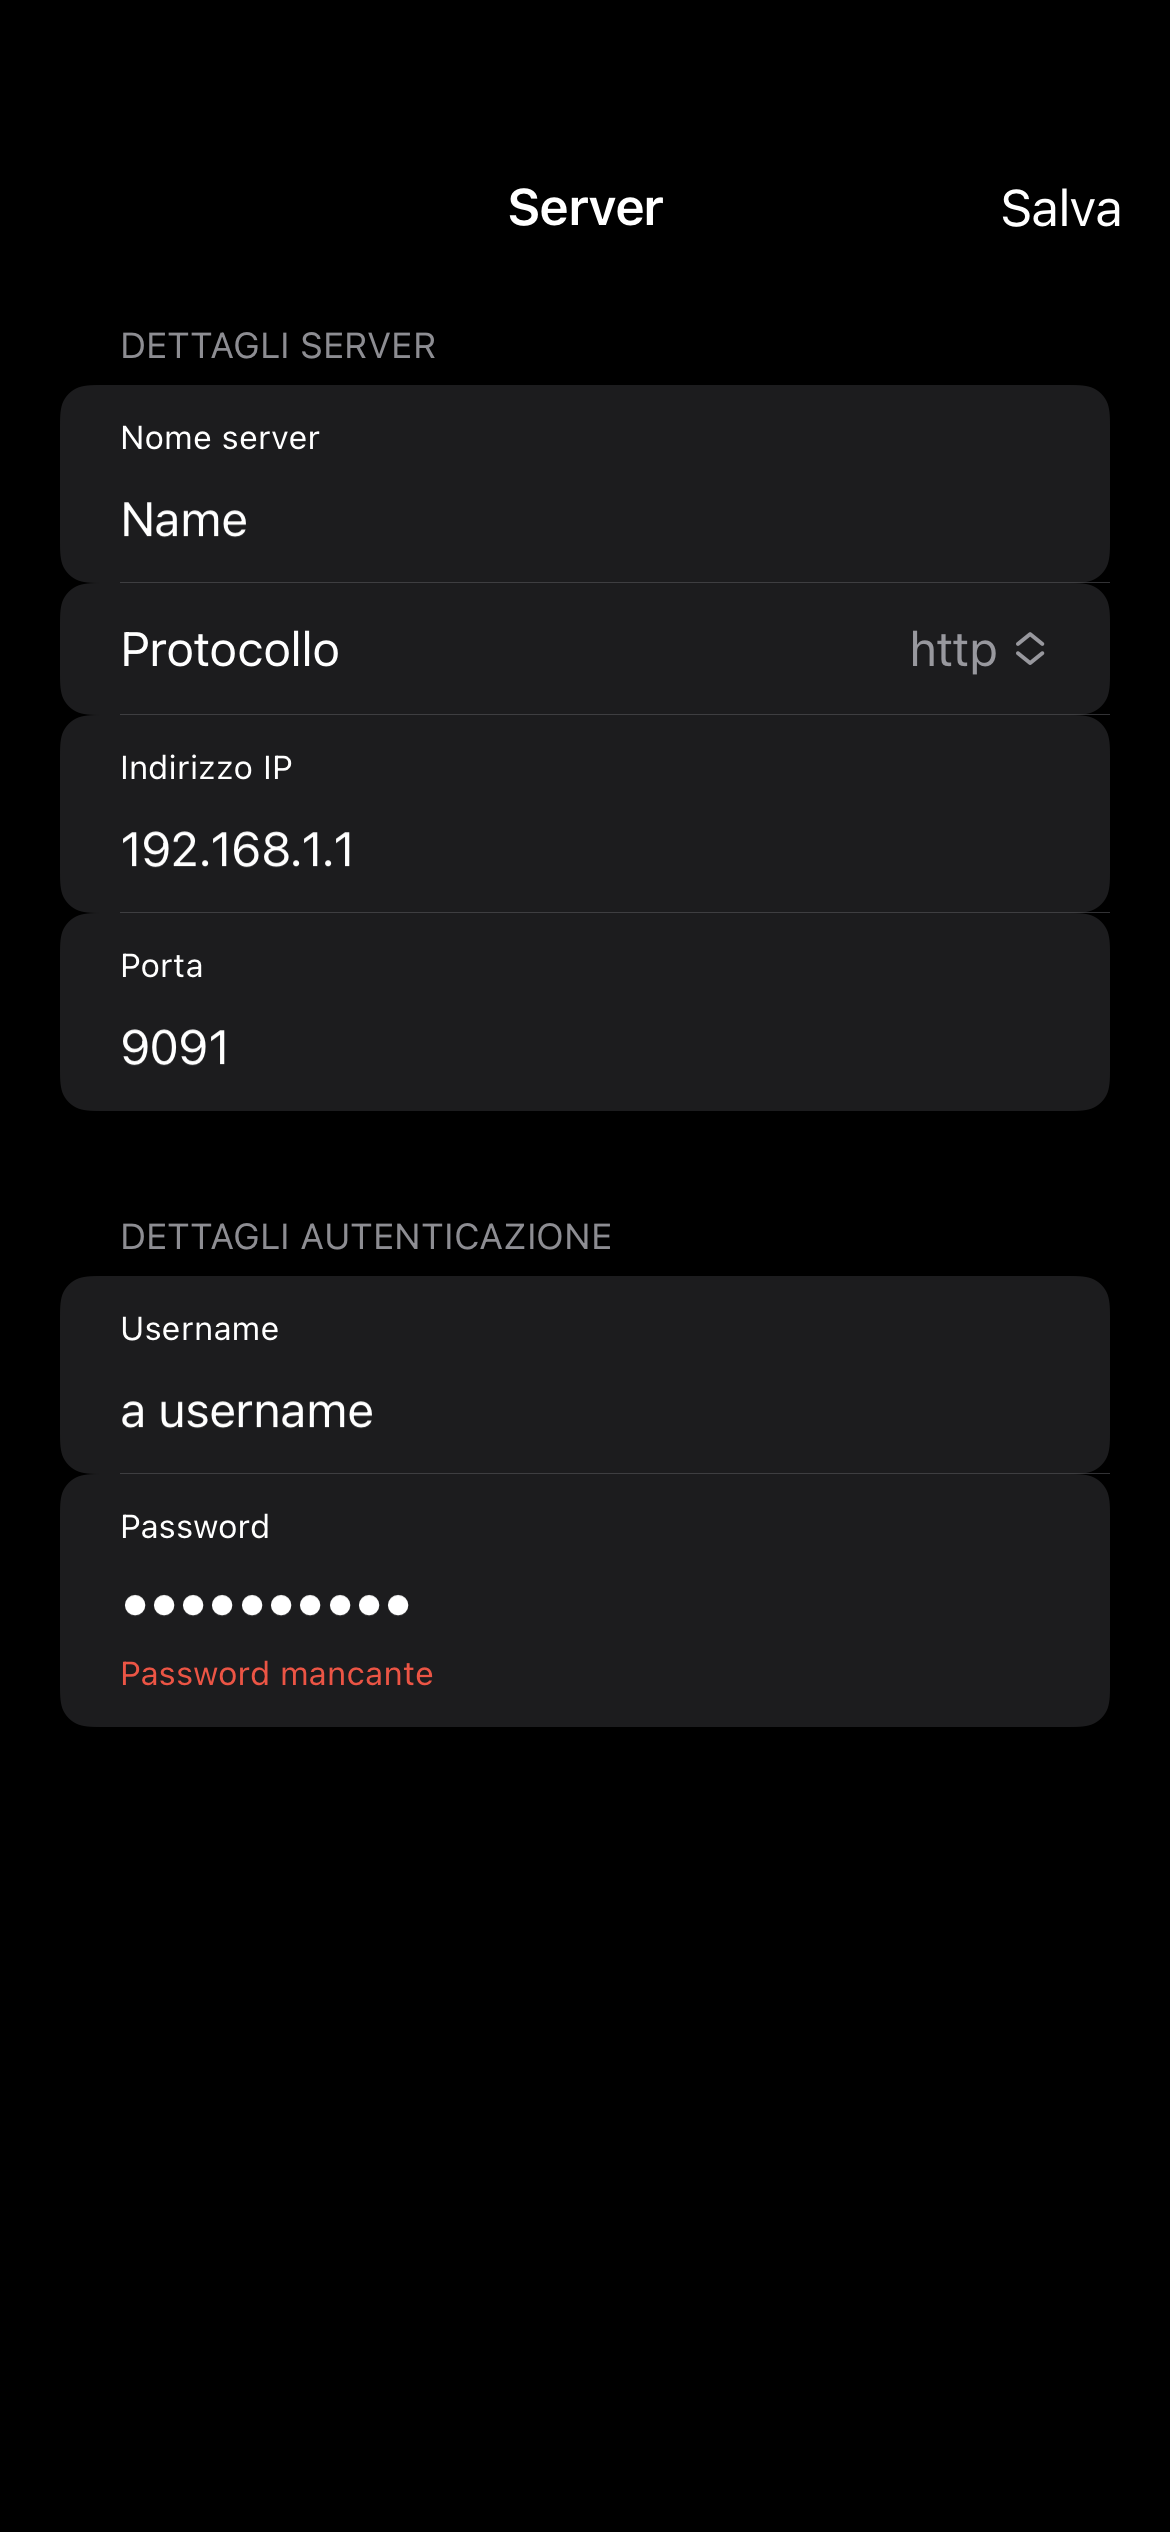 Server
Salva
DETTAGLI SERVER
Nome server
Name
Protocollo
http
Indirizzo IP
192.168.1.1
Porta
9091
DETTAGLI AUTENTICAZIONE
Username
a username
Password
••••••••••
Password mancante